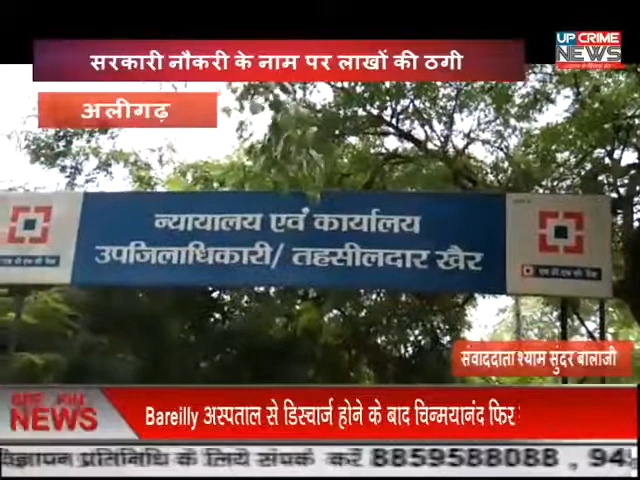 UP CRIME
NEWS
सरकारी नौकरी के नाम पर लाखों की ठगी
अलीगढ़
न्यायालय एवं कार्यालय
उपजिलाधिकारी/ तहसीलदार खैर
संवाददाता श्याम सुंदर बालाजी
NEWS
Bareilly अस्पताल से डिस्चार्ज होने के बाद चिन्मयानंद फिर
विज्ञापन प्रतिनिधि के लिये संपर्क करें 8859588088 , 94